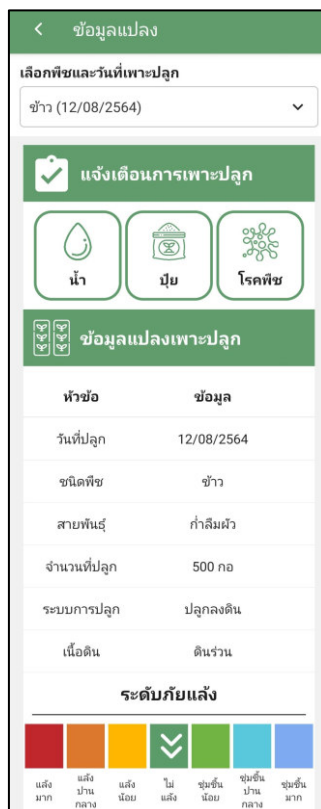 ข้อมูลแปลง
เลือกพืชและวันที่เพาะปลูก
ข้าว (12/08/2564)
แจ้งเตือนการเพาะปลูก
น้ำ ปุ๋ย โรคพืช
ข้อมูลแปลงเพาะปลูก
หัวข้อ ข้อมูล
วันที่ปลูก 12/08/2564
ชนิดพืช ข้าว
สายพันธุ์ ก่ำลืมผัว
จำนวนที่ปลูก 500 กอ
ระบบการปลูก ปลูกลงดิน
เนื้อดิน ดินร่วน
ระดับภัยแล้ง
แล้ง
มาก
แล้ง
ปาน
กลาง
แล้ง
น้อย
ไม่
แล้ง
ชุ่มชื้น
น้อย
ชุ่มชื้น
ปาน
กลาง
ชุ่มชื้น
มาก